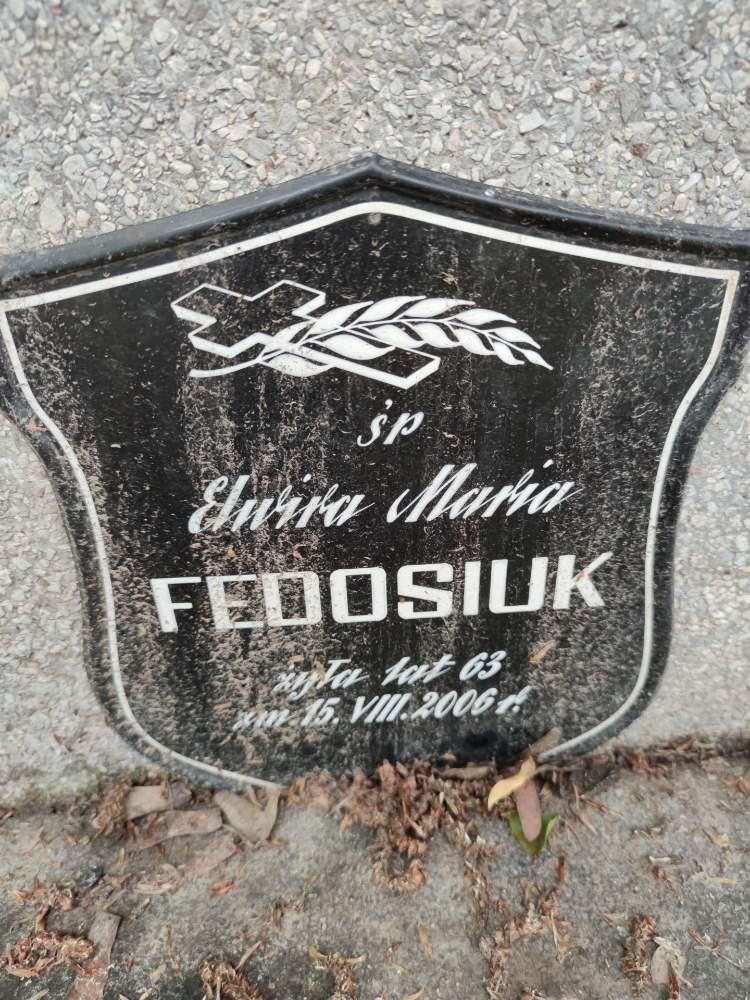 śp
Elwira Maria
FEDOSIUK
żyła lat 63
zm 15. VIII. 2006 r.